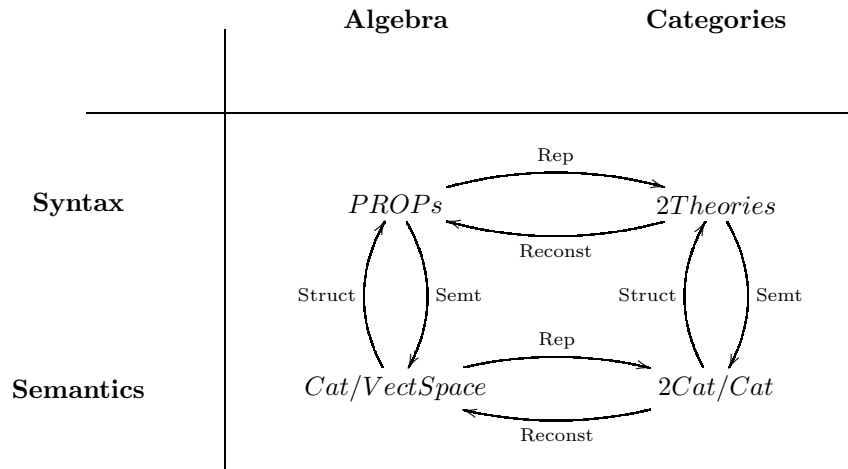 Algebra Categories
Rep
Syntax PROPs 2Theories
Reconst
Struct Semt Struct Semt
Rep
Semantics Cat/VectSpace 2Cat/Cat
Reconst